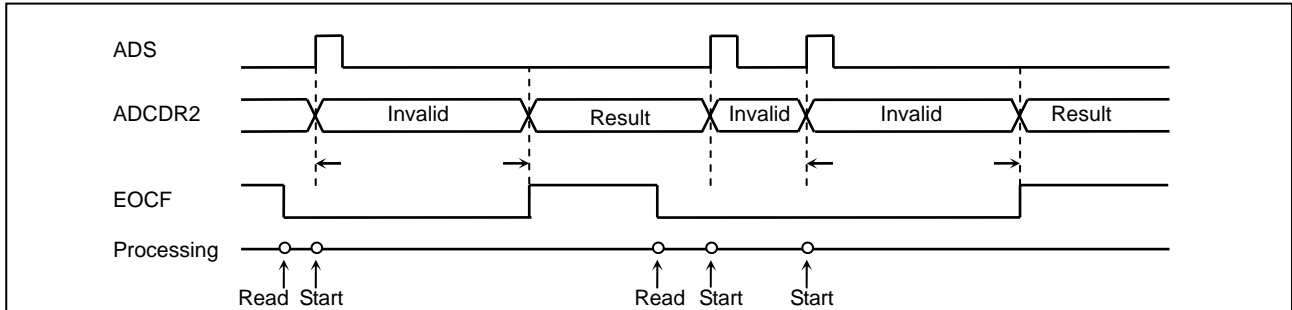 ADS
ADCDR2 Invalid Result Invalid Invalid Result
EOCF
Processing
Read Start Read Start Start